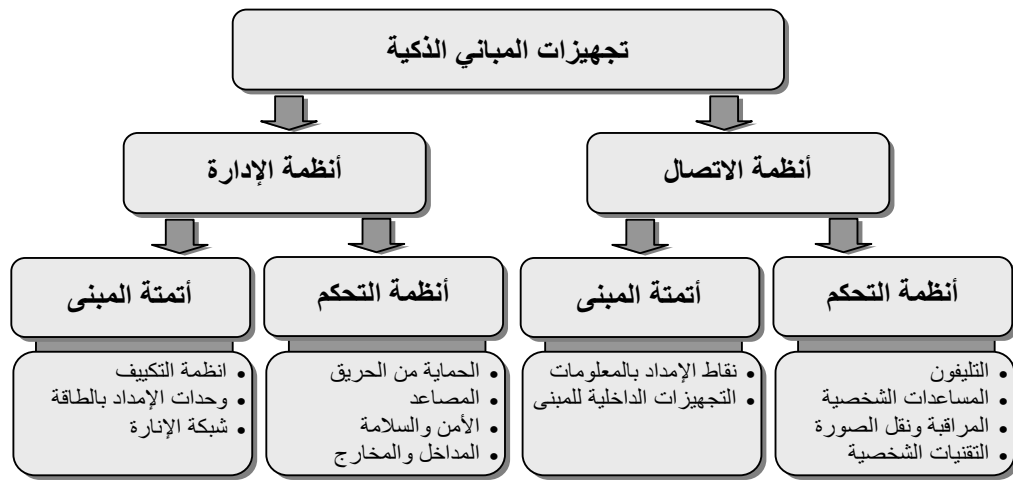 تجهيزات المباني الذكية
أنظمة الاتصال
أنظمة الإدارة
أنظمة التحكم
أتمتة المبنى
أنظمة التحكم
أتمتة المبنى
• التليفون
• المساعدات الشخصية
• المراقبة ونقل الصورة
• التقنيات الشخصية
• نقاط الإمداد بالمعلومات
• التجهيزات الداخلية للمبنى
• الحماية من الحريق
• المصاعد
• الأمن والسلامة
• المداخل والمخارج
• انظمة التكييف
• وحدات الإمداد بالطاقة
• شبكة الإنارة